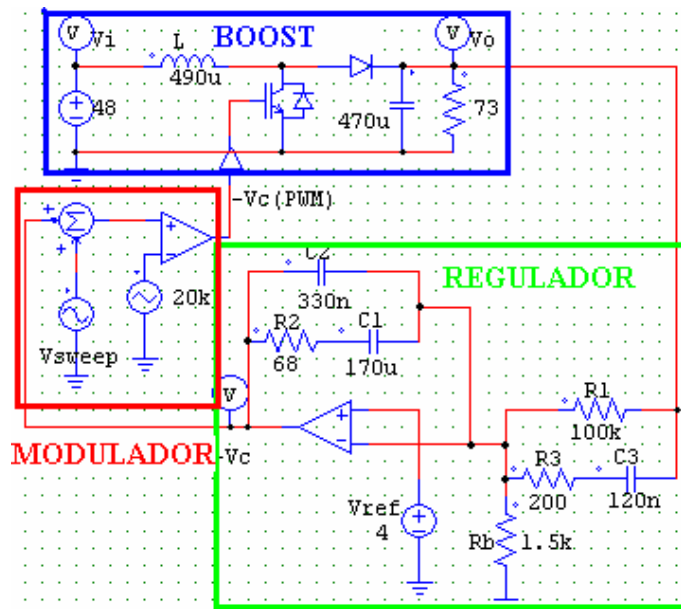 V Vi L BOOST V Vo
490u
48 470u 73
-Vc(PWM)
Σ
20k
Vsweep
C2
330n
REGULADOR
R2 C1
68 170u
V
MODULADOR -Vc
R1
100k
R3 C3
200 120n
Vref
4
Rb 1.5k